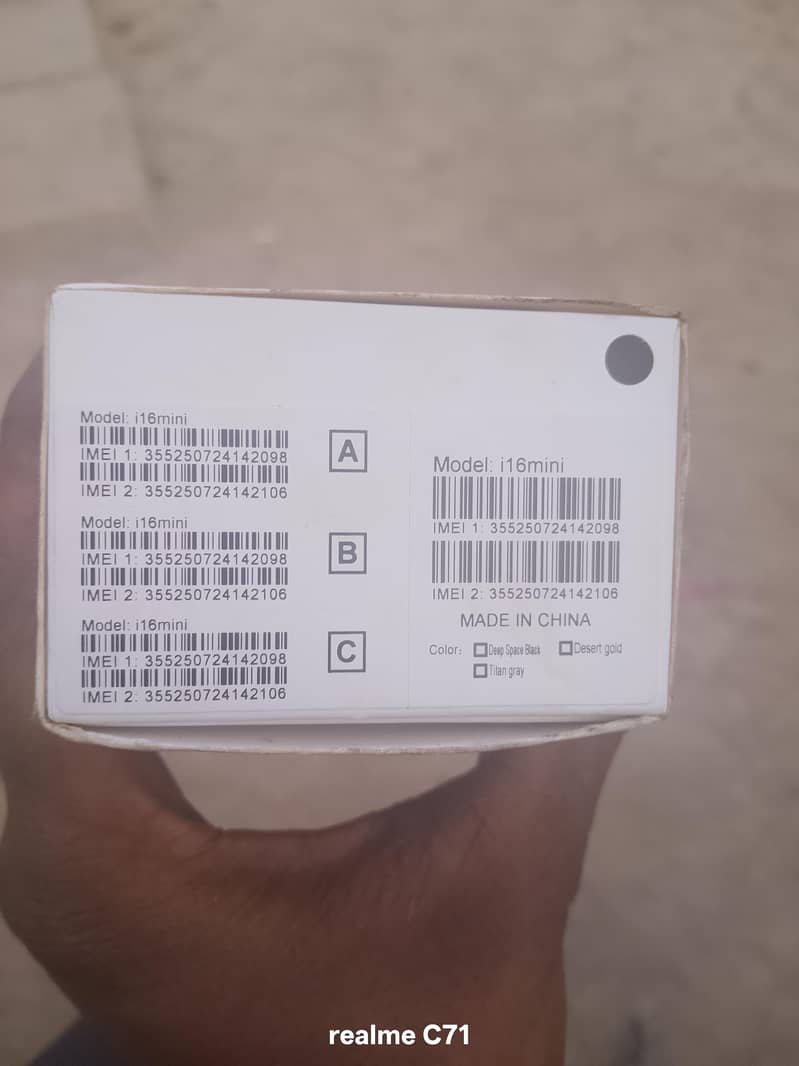 Model: i16mini
IMEI 1: 355250724142098
IMEI 2: 355250724142106
A
Model: i16mini
IMEI 1: 355250724142098
IMEI 2: 355250724142106
B
Model: i16mini
IMEI 1: 355250724142098
IMEI 2: 355250724142106
C
Model: i16mini
IMEI 1: 355250724142098
IMEI 2: 355250724142106
MADE IN CHINA
Color: Deep Space Black Desert gold
Titan gray
realme C71